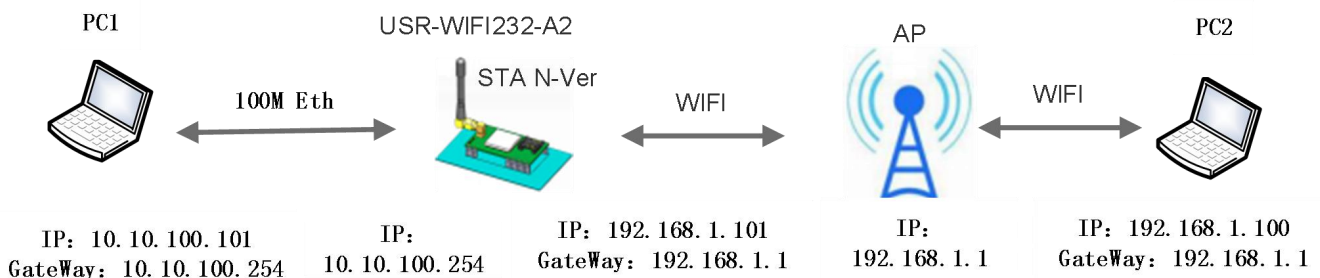 PC1
USR-WIFI232-A2
AP
PC2
STA N-Ver
100M Eth
WIFI
WIFI
IP: 10.10.100.101
GateWay: 10.10.100.254
IP:
10.10.100.254
IP: 192.168.1.101
GateWay: 192.168.1.1
IP:
192.168.1.1
IP: 192.168.1.100
GateWay: 192.168.1.1